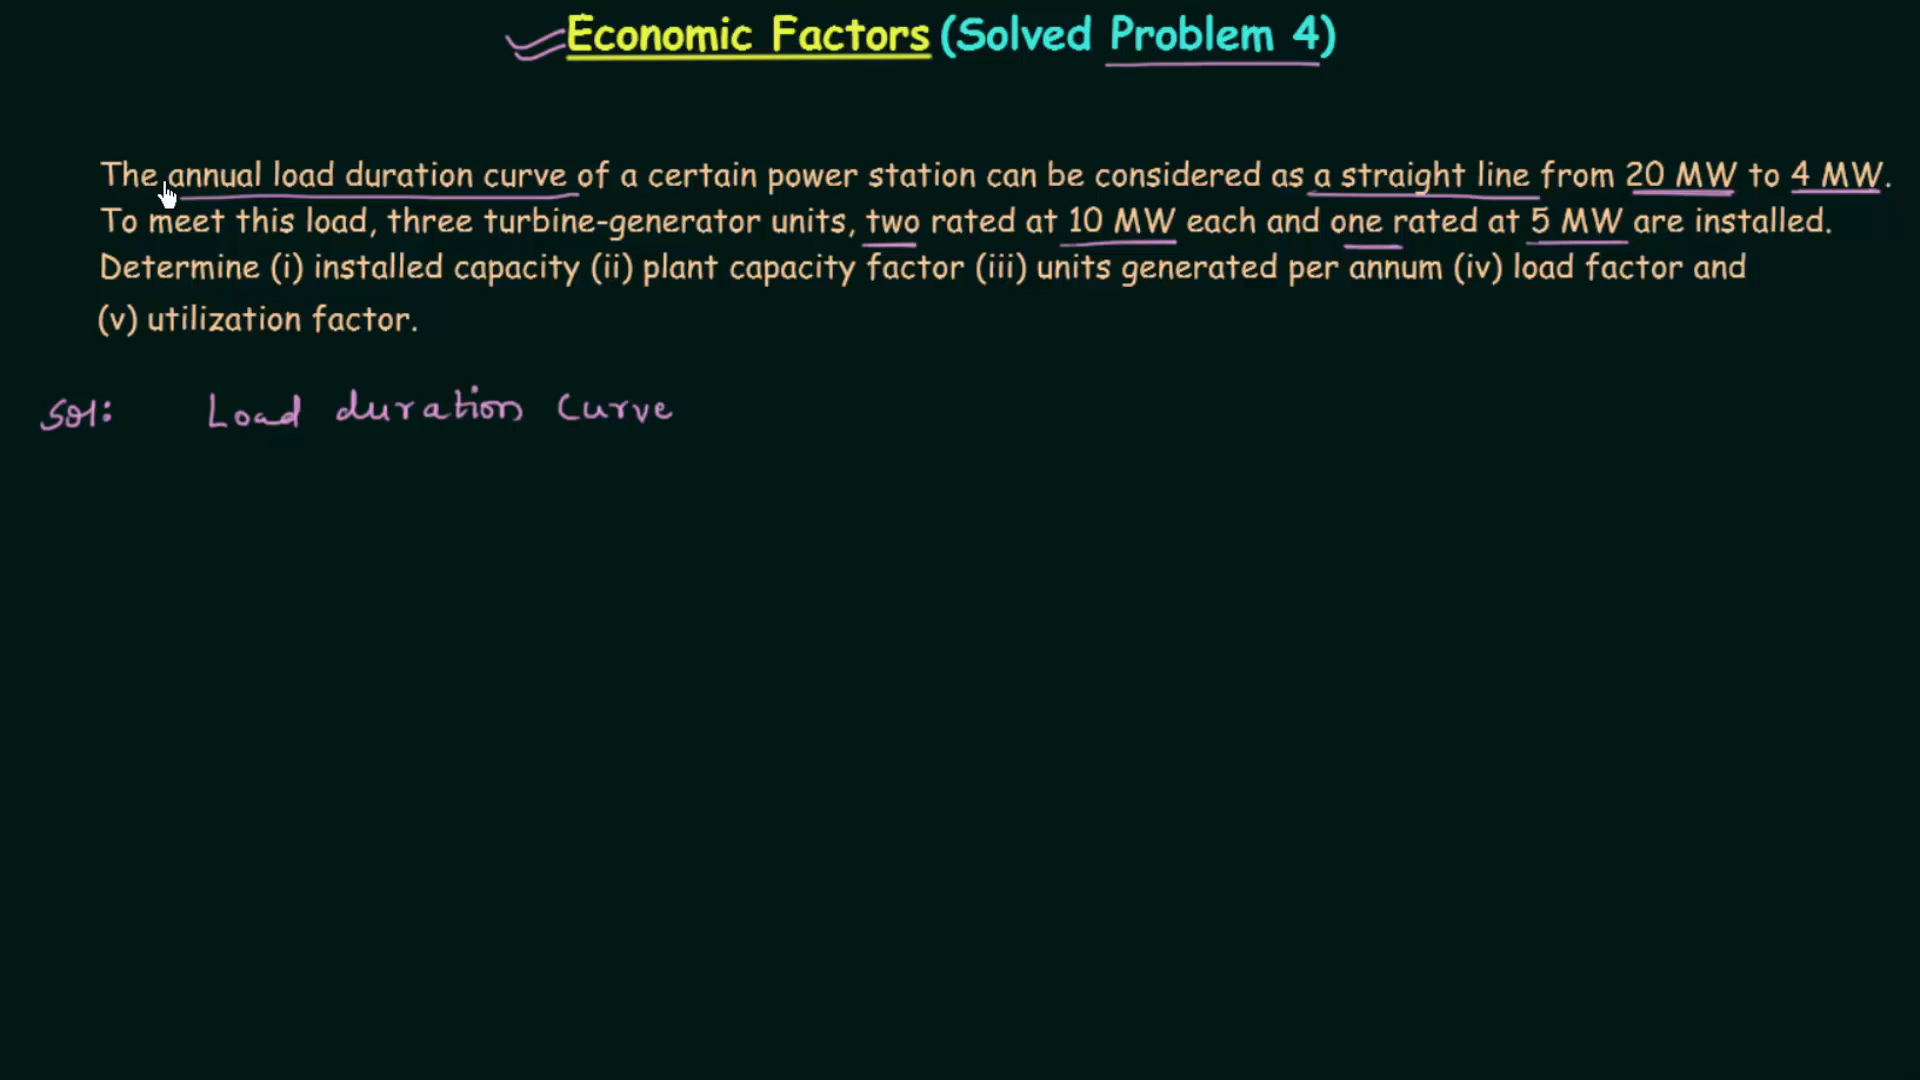 Economic Factors (Solved Problem 4)
The annual load duration curve of a certain power station can be considered as a straight line from 20 MW to 4 MW.
To meet this load, three turbine-generator units, two rated at 10 MW each and one rated at 5 MW are installed.
Determine (i) installed capacity (ii) plant capacity factor (iii) units generated per annum (iv) load factor and
(v) utilization factor.
Sol: Load duration Curve